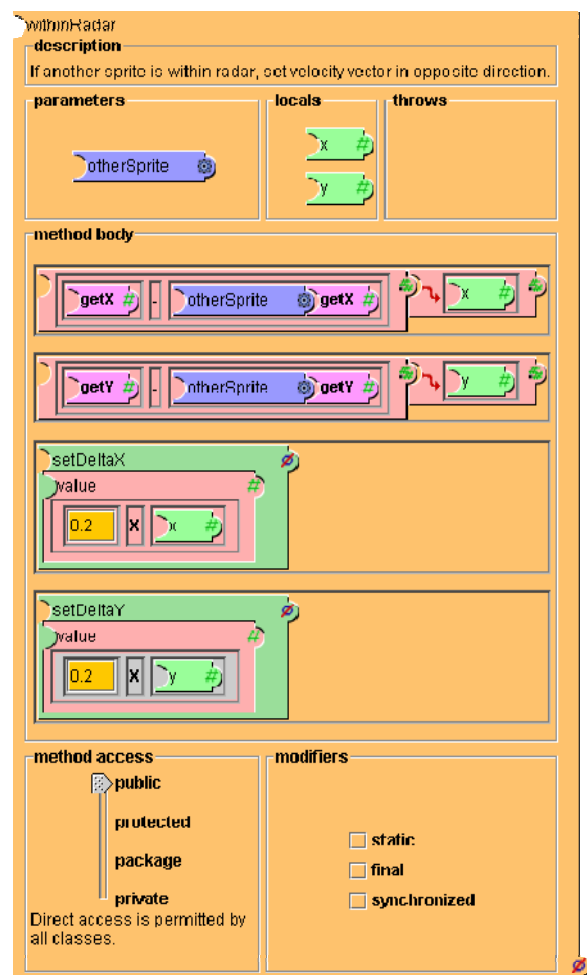 withinRadar
description
If another sprite is within radar, set velocity vector in opposite direction.
parameters
locals
throws
otherSprite
x #
y #
method body
getX # - otherSprite getX # x #
getY # - otherSprite getY # y #
setDeltaX
value #
0.2 X x #
setDeltaY
value #
0.2 X y #
method access
public
protected
package
private
Direct access is permitted by
all classes.
modifiers
static
final
synchronized